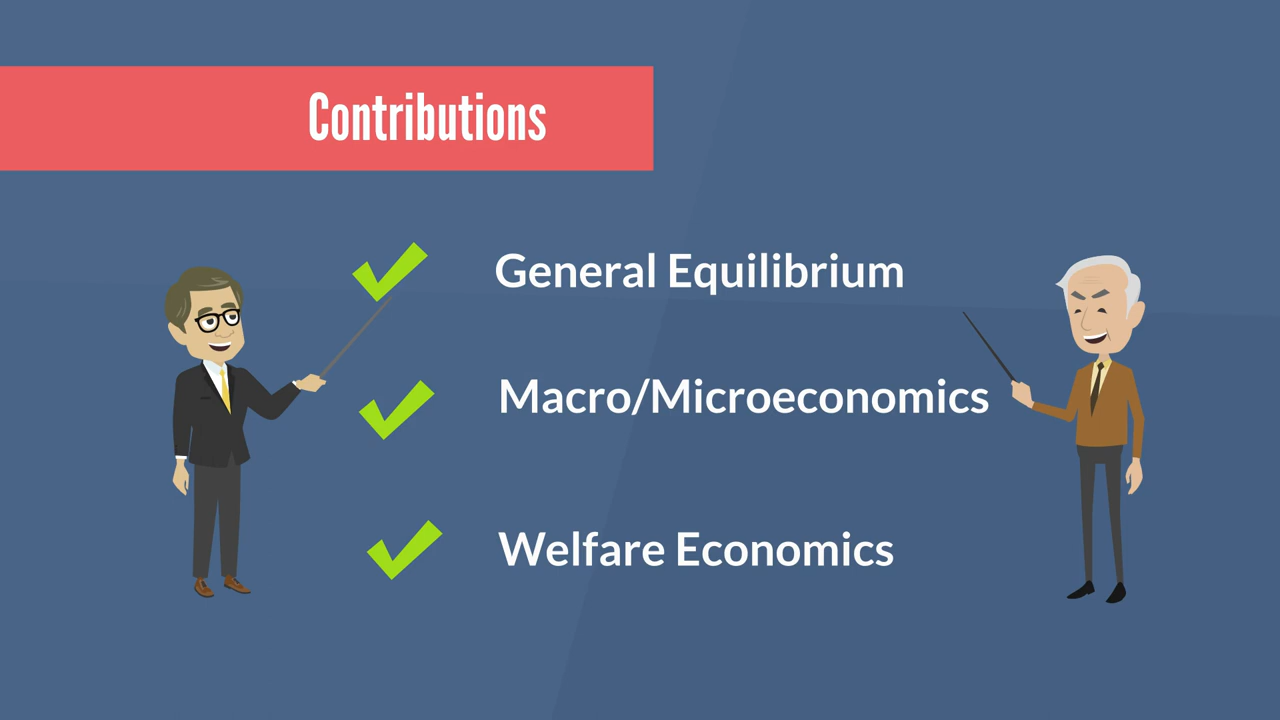 Contributions
General Equilibrium
Macro/Microeconomics
Welfare Economics